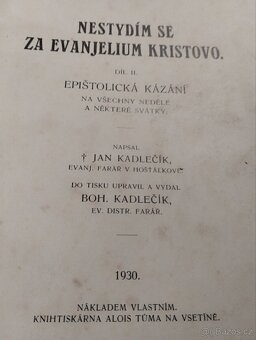 NESTYDÍM SE
ZA EVANJELIUM KRISTOVO.
DÍL II.
EPIŠTOLICKÁ KÁZÁNÍ
NA VŠECHNY NEDĚLE
A NĚKTERÉ SVÁTKY.
NAPSAL
† JAN KADLEČÍK,
EVANJ. FARÁŘ V HOŠŤÁLKOVÉ
DO TISKU UPRAVIL A VYDAL
BOH. KADLEČÍK,
EV. DISTR. FARÁŘ.
1930.
NÁKLADEM VLASTNÍM.
KNIHTISKÁRNA ALOIS TŮMA NA VSETÍNĚ.